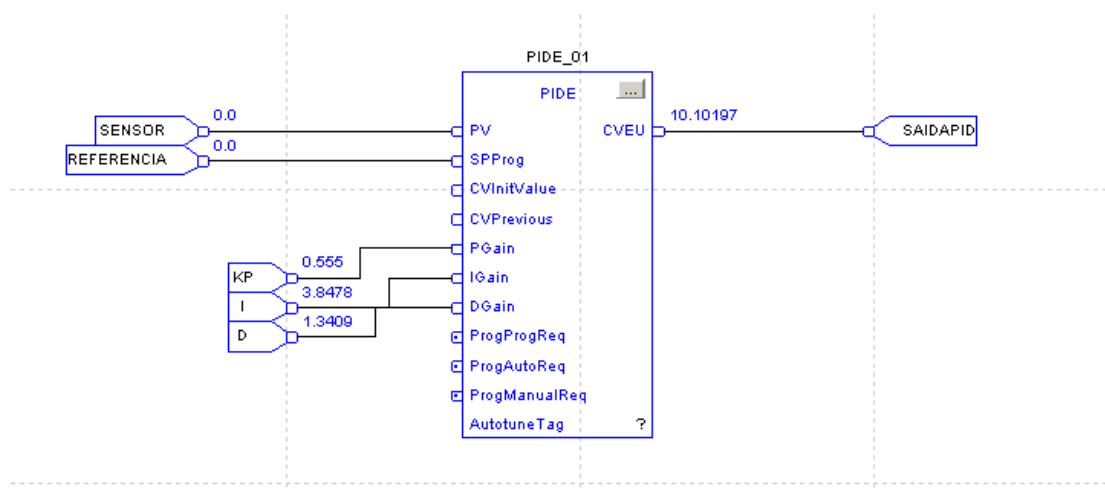 PIDE_01
PIDE ...
0.0
SENSOR PV CVEU 10.10197 SAIDAPID
0.0
REFERENCIA SPProg
CVInitValue
CVPrevious
PGain
0.555
KP IGain
3.8478
I DGain
1.3409
D ProgProgReq
ProgAutoReq
ProgManualReq
AutotuneTag ?